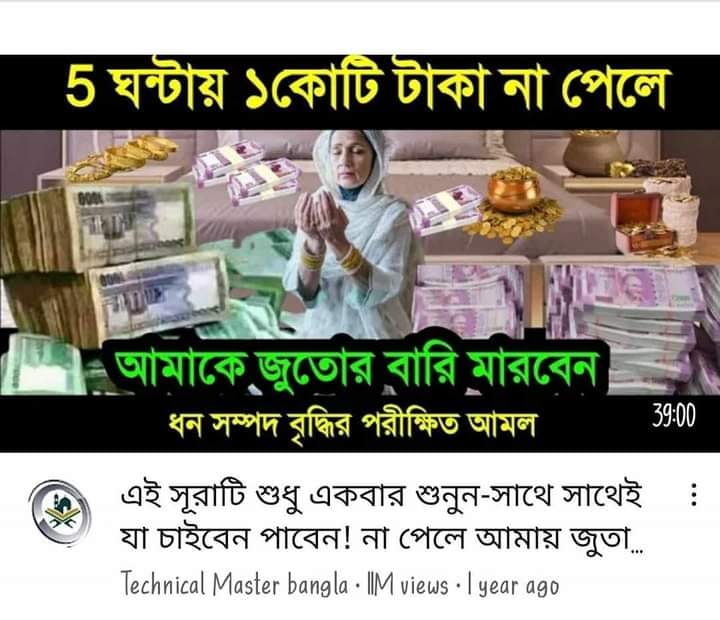 5 ঘন্টায় ১কোটি টাকা না পেলে
আমাকে জুতোর বারি মারবেন
ধন সম্পদ বৃদ্ধির পরীক্ষিত আমল
39:00
এই সূরাটি শুধু একবার শুনুন-সাথে সাথেই
যা চাইবেন পাবেন! না পেলে আমায় জুতা...
Technical Master bangla · 11M views · 1 year ago